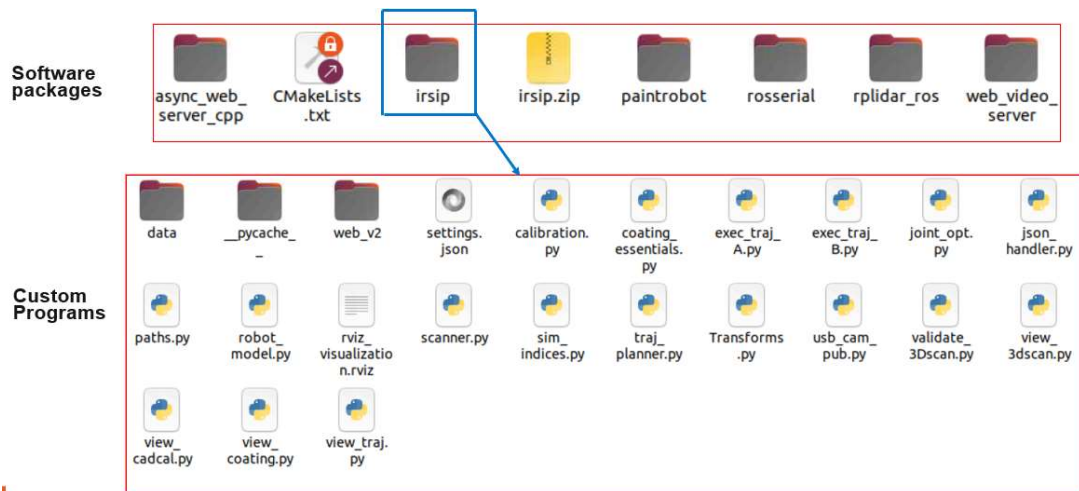 Software
packages
async_web_
server_cpp
CMakeLists
.txt
irsip
irsip.zip
paintrobot
rosserial
rplidar_ros
web_video_
server
Custom
Programs
data
__pycache_
_
web_v2
settings.
json
calibration.
py
coating_
essentials.
py
exec_traj_
A.py
exec_traj_
B.py
joint_opt.
py
json_
handler.py
paths.py
robot_
model.py
rviz_
visualizatio
n.rviz
scanner.py
sim_
indices.py
traj_
planner.py
Transforms
.py
usb_cam_
pub.py
validate_
3Dscan.py
view_
3dscan.py
view_
cadcal.py
view_
coating.py
view_traj.
py